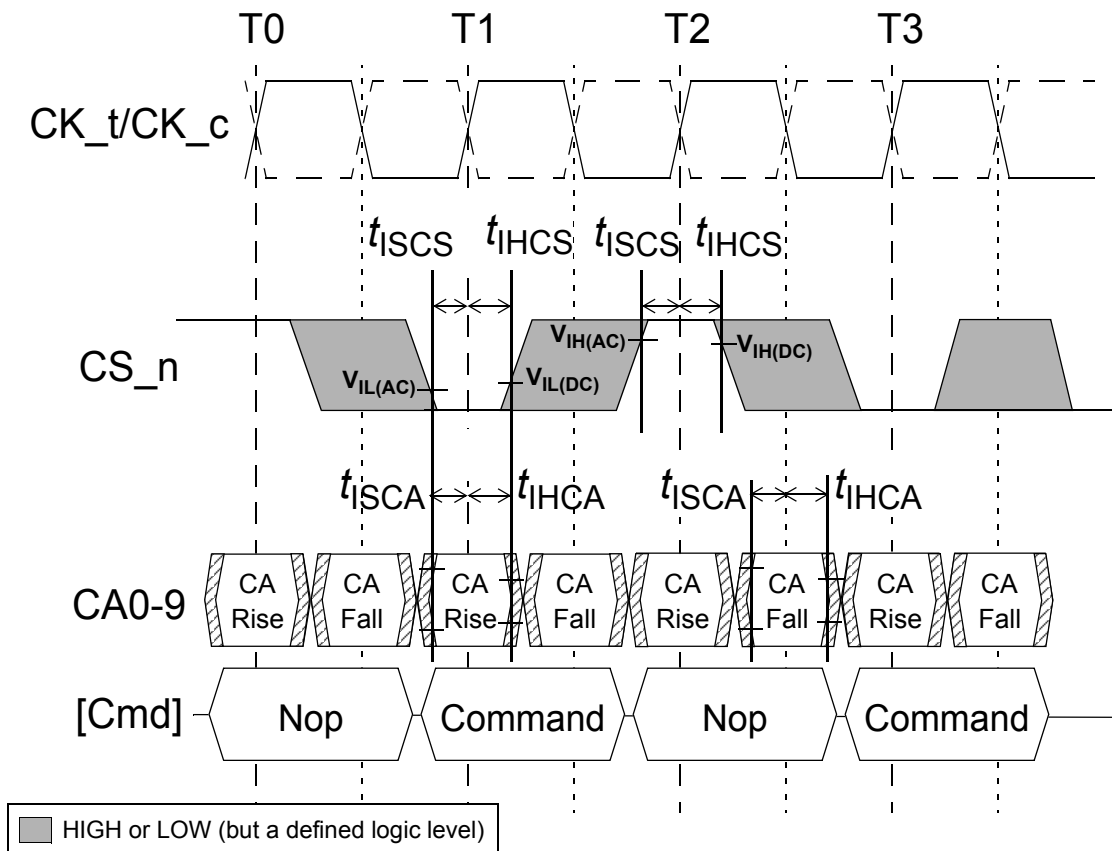 T0 T1 T2 T3
CK_t/CK_c
tISCS tIHCS tISCS tIHCS
CS_n
VIL(AC) VIL(DC) VIH(AC) VIH(DC)
tISCA tIHCA tISCA tIHCA
CA0-9
CA Rise CA Fall CA Rise CA Fall CA Rise CA Fall CA Rise CA Fall
[Cmd] Nop Command Nop Command
HIGH or LOW (but a defined logic level)